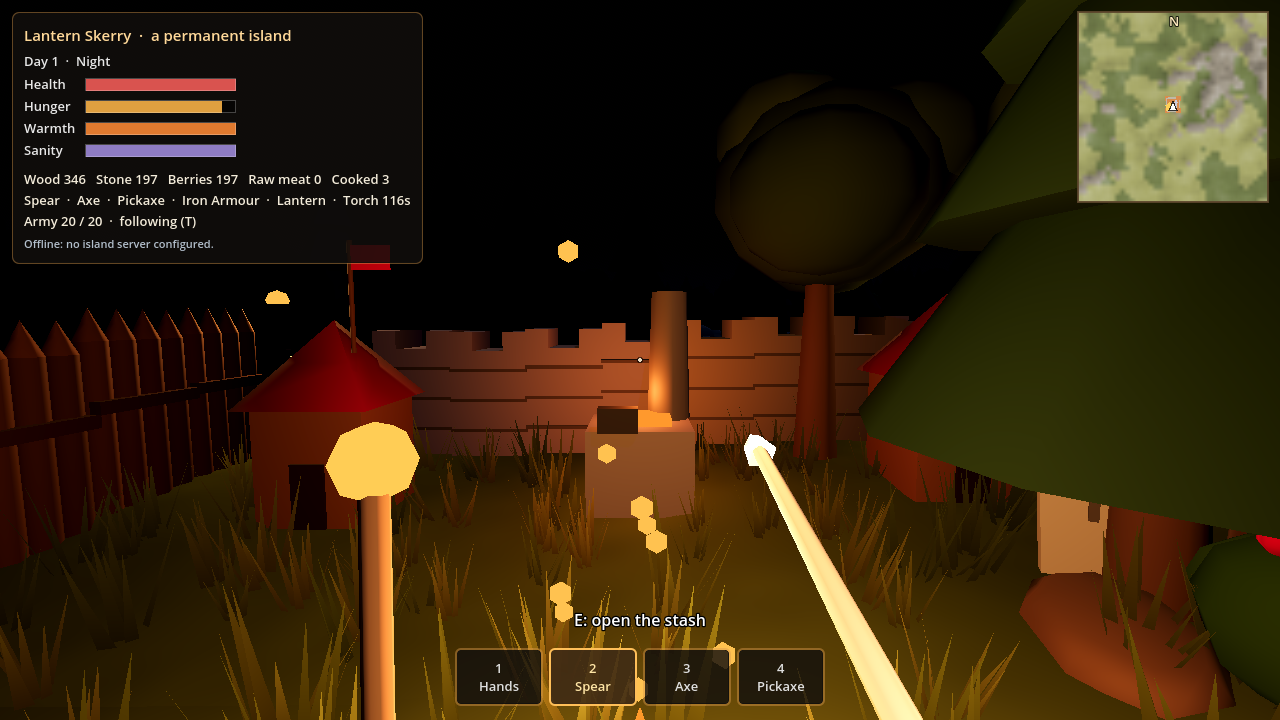 Lantern Skerry · a permanent island
Day 1 · Night
Health
Hunger
Warmth
Sanity
Wood 346 Stone 197 Berries 197 Raw meat 0 Cooked 3
Spear · Axe · Pickaxe · Iron Armour · Lantern · Torch 116s
Army 20 / 20 · following (T)
Offline: no island server configured.
N
E: open the stash
1 2 3 4
Hands Spear Axe Pickaxe